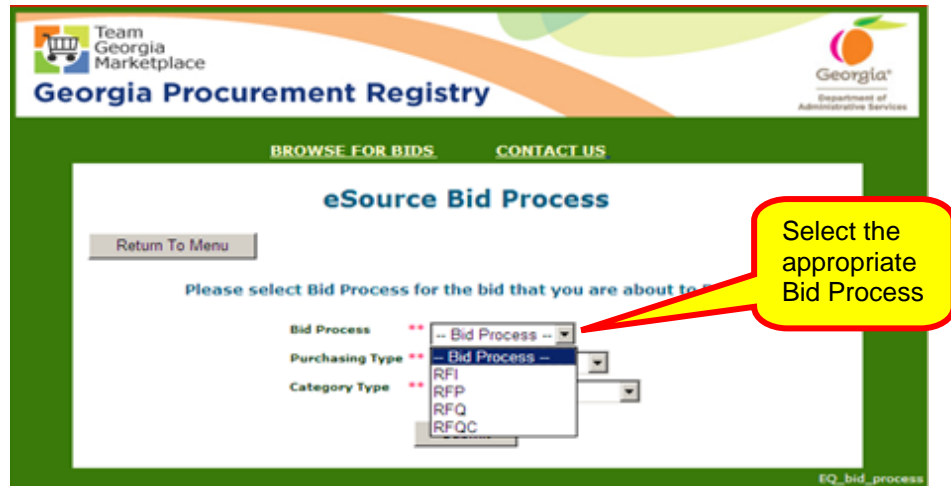 Team
Georgia
Marketplace
Georgia Procurement Registry
Georgia
Department of
Administrative Services
BROWSE FOR BIDS CONTACT US
eSource Bid Process
Return To Menu
Please select Bid Process for the bid that you are about to
Select the
appropriate
Bid Process
Bid Process ** -- Bid Process --
Purchasing Type ** -- Bid Process --
RFI
Category Type ** RFP
RFQ
RFQC
EQ_bid_process